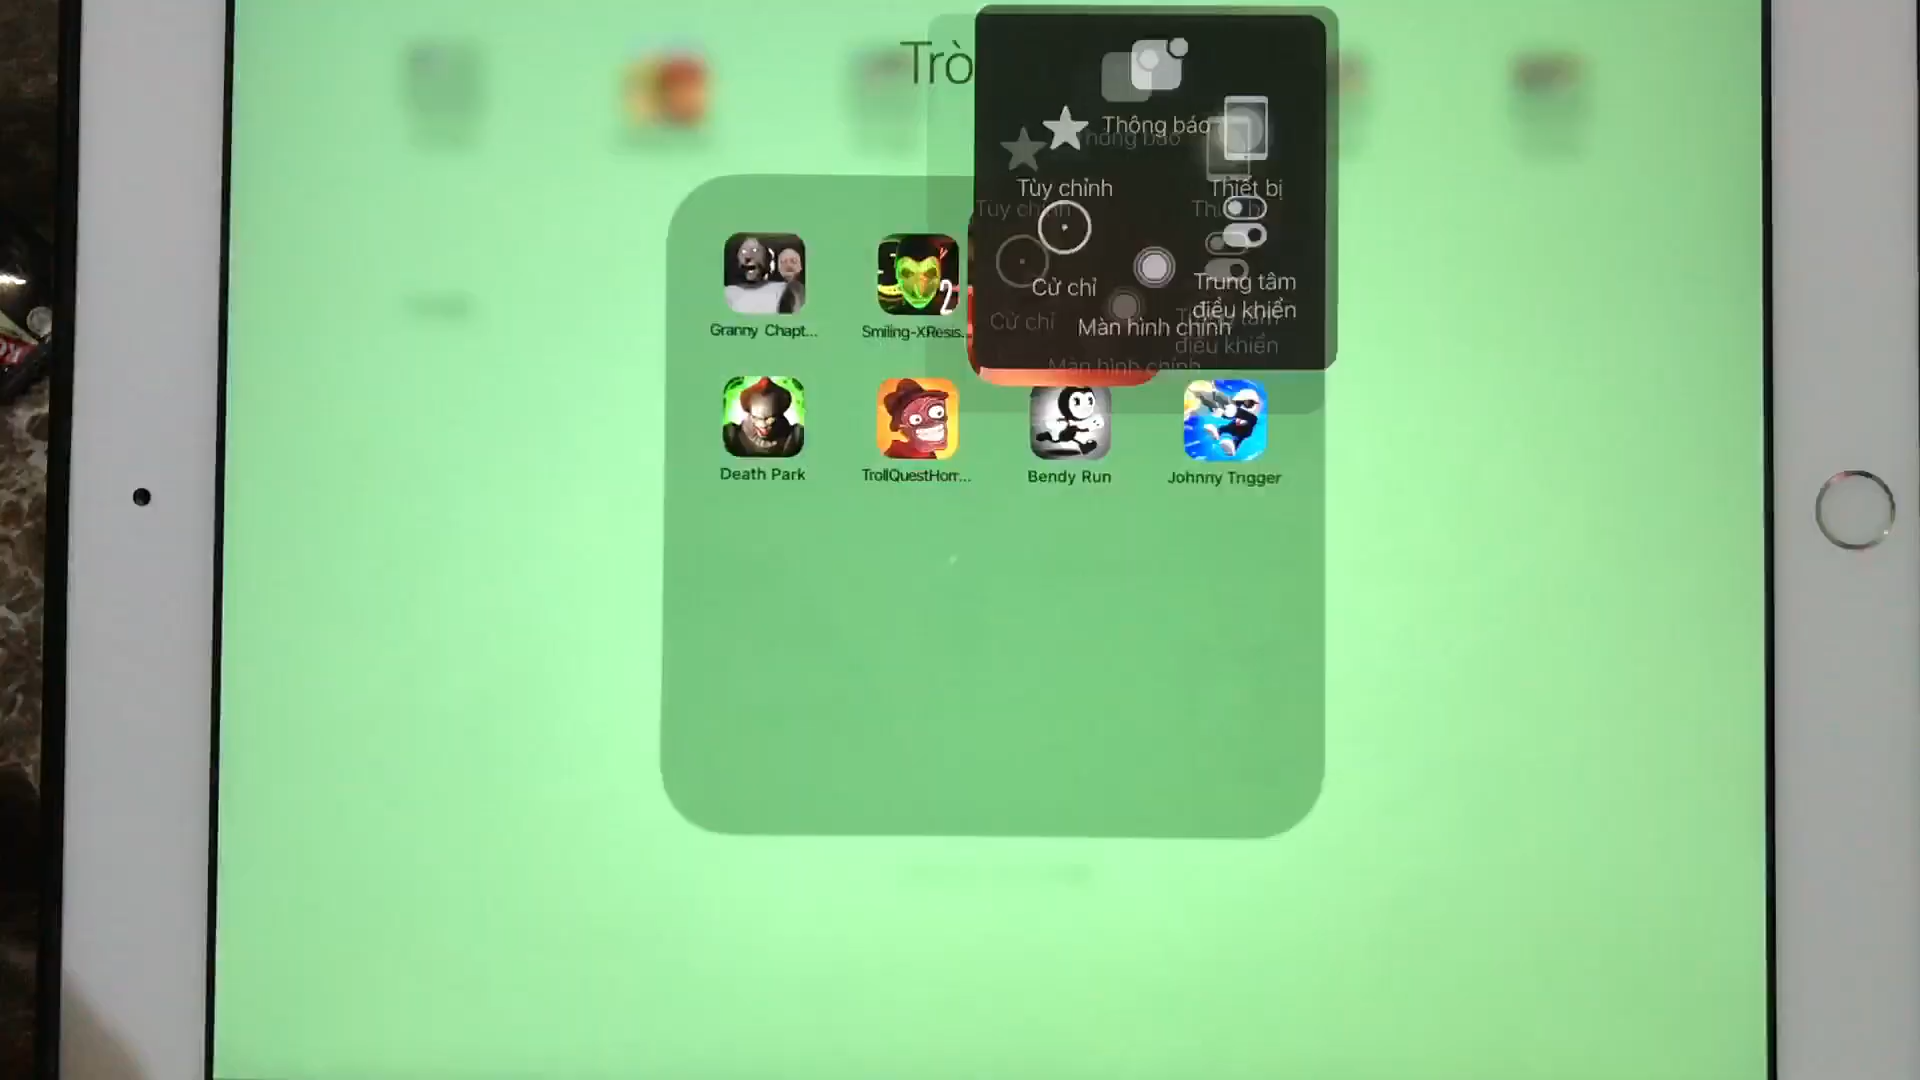 Trò
Thông báo
Tùy chỉnh
Thiết bị
Cử chỉ
Trung tâm
điều khiển
Màn hình chính
Granny Chapt...
Smiling-XResis...
2
Death Park
TrollQuestHorr...
Bendy Run
Johnny Trigger